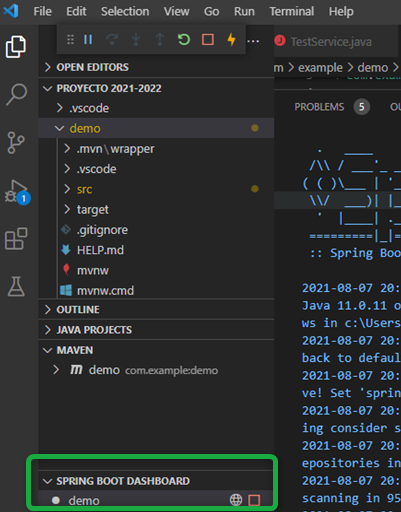 File Edit Selection View Go Run Terminal Help
TestService.java
OPEN EDITORS
example > demo >
PROYECTO 2021-2022
.vscode
PROBLEMS 5 OU
demo
.mvn\wrapper
.vscode
src
target
.gitignore
:: Spring Boo
HELP.md
mvnw
2021-08-07 20:
mvnw.cmd
Java 11.0.11 o
OUTLINE
ws in c:\Users
JAVA PROJECTS
2021-08-07 20:
MAVEN
back to defaul
demo com.example:demo
2021-08-07 20:
ve! Set 'sprin
ing consider s
2021-08-07 20:
epositories in
SPRING BOOT DASHBOARD
2021-08-07 20:
demo
scanning in 95
1